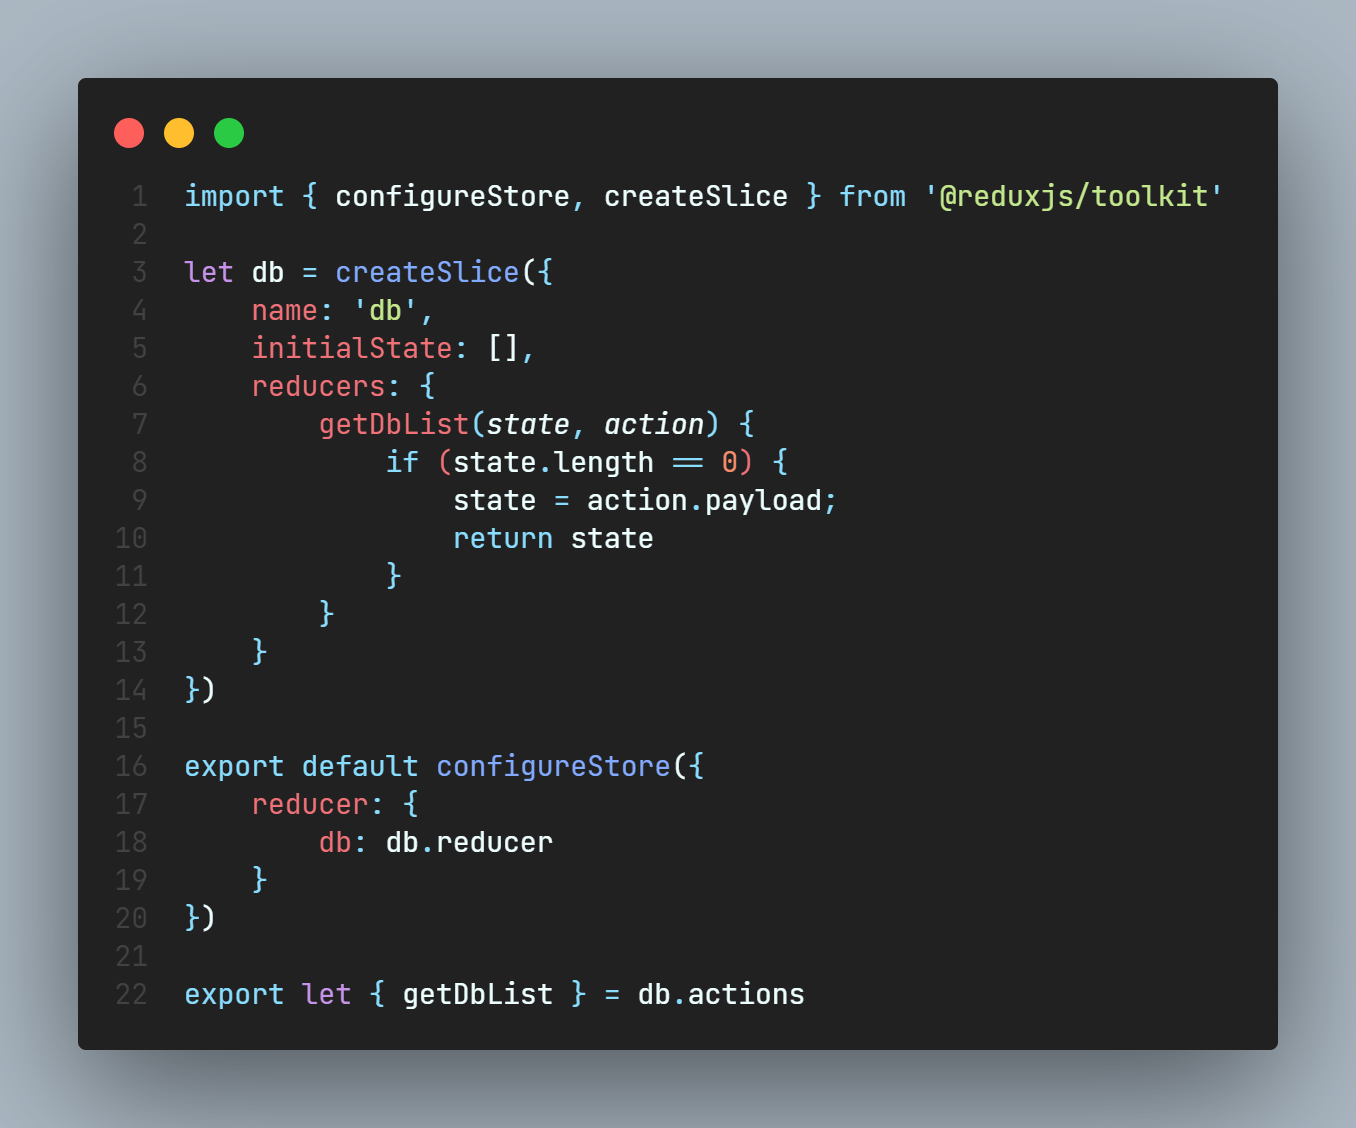 1 import { configureStore, createSlice } from '@reduxjs/toolkit'
2
3 let db = createSlice({
4     name: 'db',
5     initialState: [],
6     reducers: {
7         getDbList(state, action) {
8             if (state.length == 0) {
9                 state = action.payload;
10                 return state
11             }
12         }
13     }
14 })
15
16 export default configureStore({
17     reducer: {
18         db: db.reducer
19     }
20 })
21
22 export let { getDbList } = db.actions